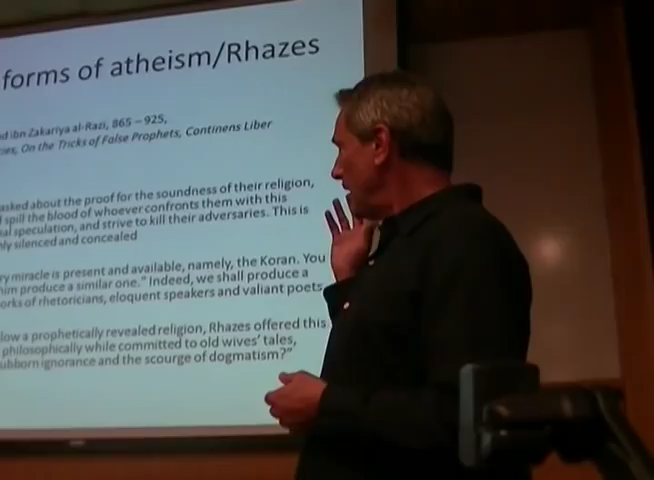 forms of atheism/Rhazes
d ibn Zakariya al-Razi, 865 – 925,
On the Tricks of False Prophets, Continens Liber
asked about the proof for the soundness of their religion,
spill the blood of whoever confronts them with this
al speculation, and strive to kill their adversaries. This is
ly silenced and concealed
ry miracle is present and available, namely, the Koran. You
him produce a similar one." Indeed, we shall produce a
orks of rhetoricians, eloquent speakers and valiant poets
low a prophetically revealed religion, Rhazes offered this
philosophically while committed to old wives' tales,
ubborn ignorance and the scourge of dogmatism?"